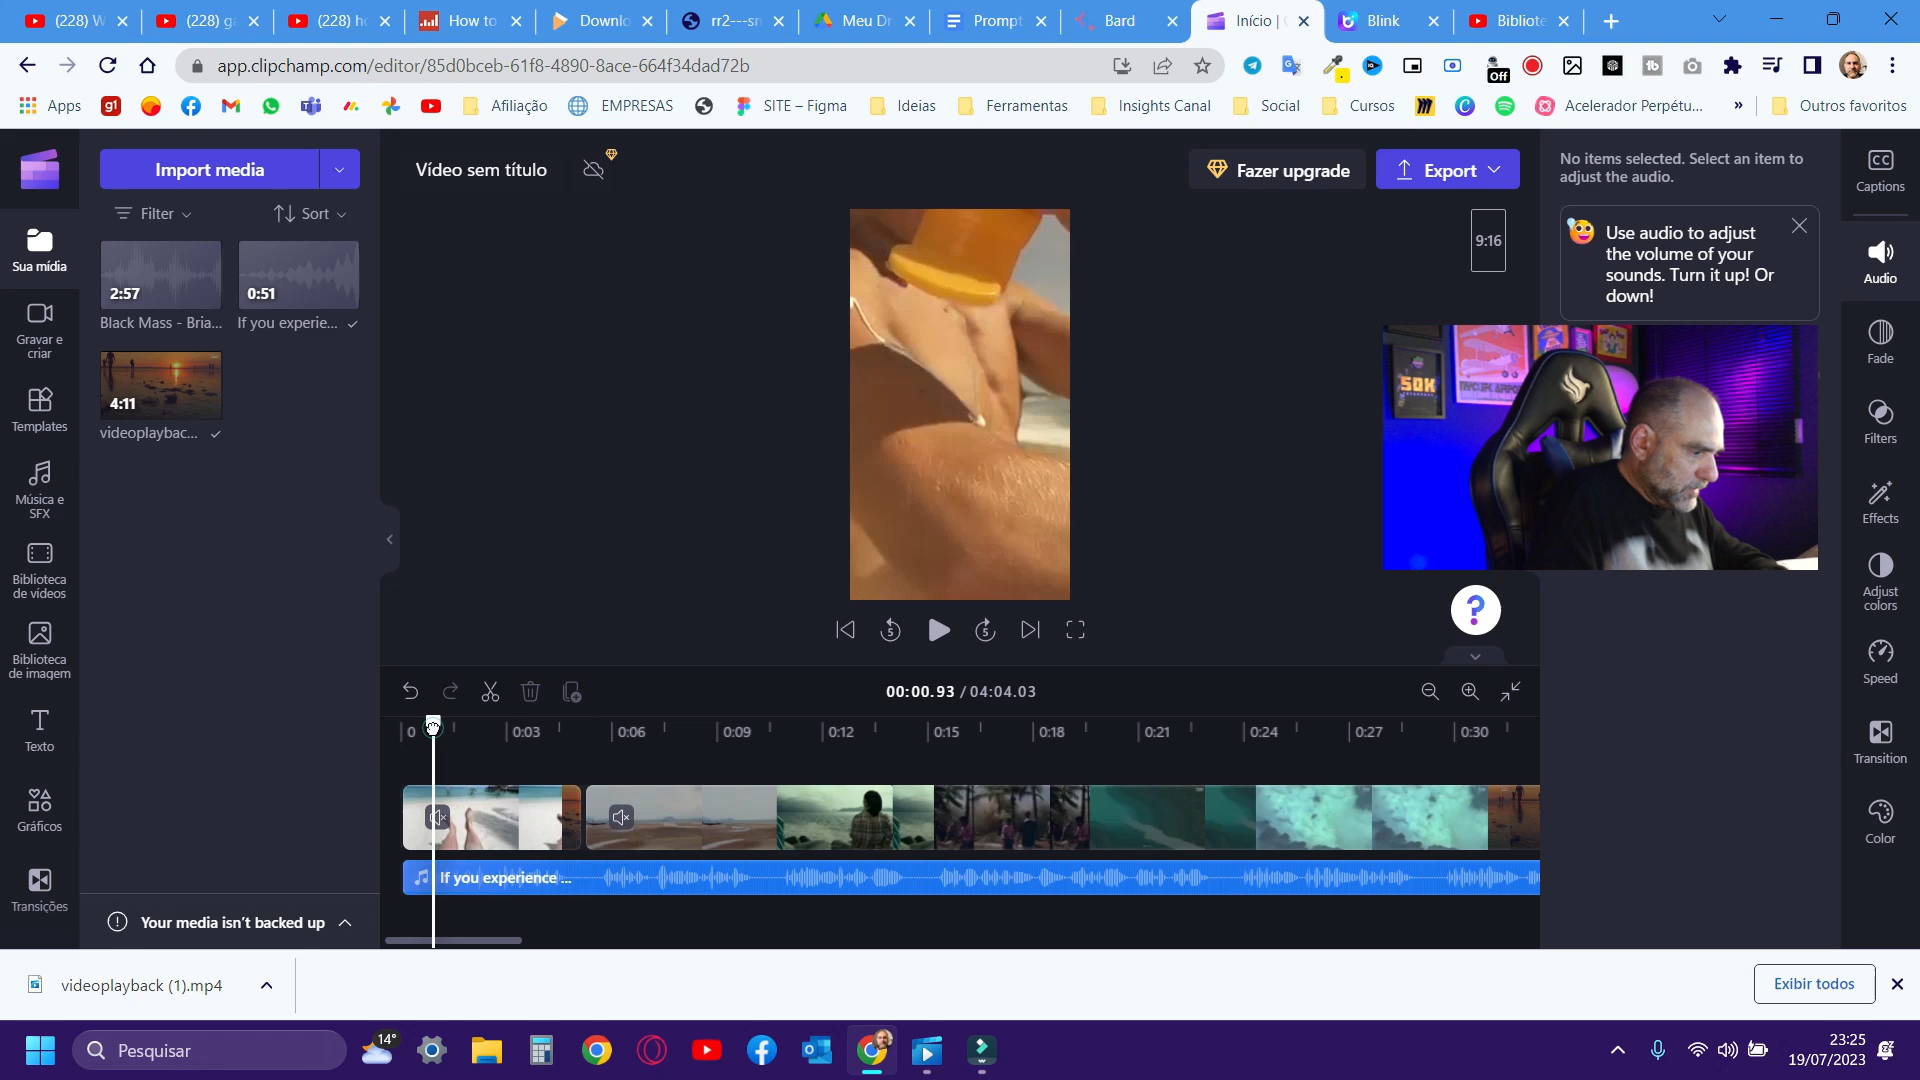 (228) W
(228) ga
(228) ho
How to
Downlo
rr2---sn
Meu Dr
Prompt
Bard
Início | C
Blink
Bibliote
app.clipchamp.com/editor/85d0bceb-61f8-4890-8ace-664f34dad72b
Off
Apps
g1
Afiliação
EMPRESAS
SITE – Figma
Ideias
Ferramentas
Insights Canal
Social
Cursos
Acelerador Perpétu...
»
Outros favoritos
Import media
Vídeo sem título
Fazer upgrade
Export
No items selected. Select an item to
adjust the audio.
Captions
Filter
Sort
9:16
Use audio to adjust
the volume of your
sounds. Turn it up! Or
down!
Audio
Sua mídia
2:57
0:51
Black Mass - Bria...
If you experie...
Gravar e
criar
Fade
4:11
videoplaybac...
Templates
50K
Filters
Música e
SFX
Effects
Biblioteca
de vídeos
Adjust
colors
Biblioteca
de imagem
Speed
00:00.93 / 04:04.03
0
0:03
0:06
0:09
0:12
0:15
0:18
0:21
0:24
0:27
0:30
Texto
Transition
Gráficos
Color
If you experience ...
Transições
Your media isn't backed up
videoplayback (1).mp4
Exibir todos
Pesquisar
14°
23:25
19/07/2023